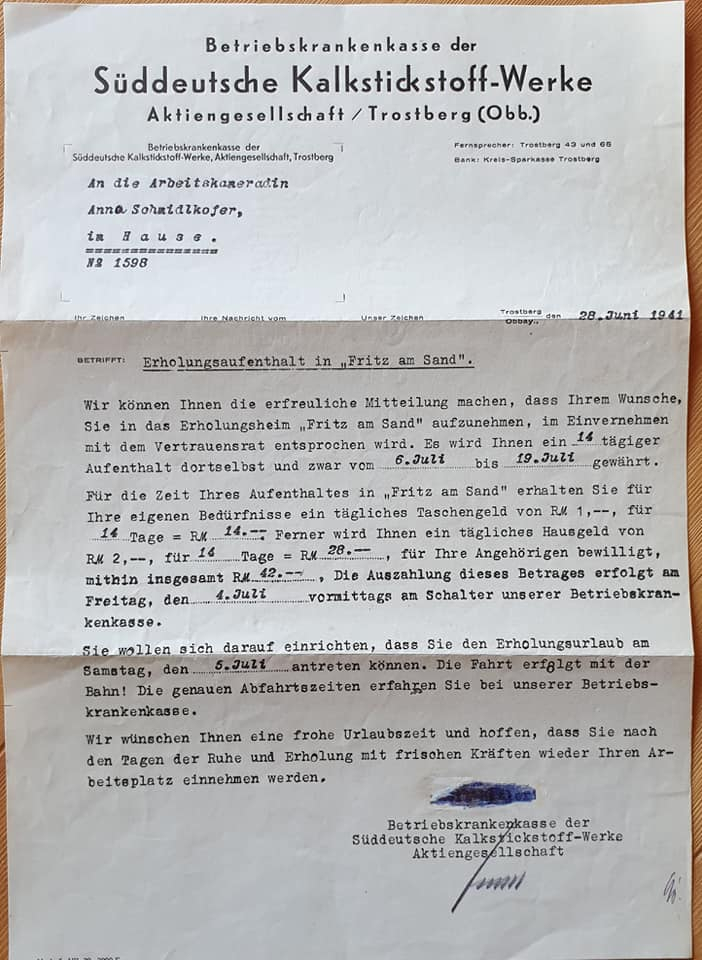 Betriebskrankenkasse der
Süddeutsche Kalkstickstoff-Werke
Aktiengesellschaft / Trostberg (Obb.)
Betriebskrankenkasse der
Süddeutsche Kalkstickstoff-Werke, Aktiengesellschaft, Trostberg
Fernsprecher: Trostberg 43 und 66
Bank: Kreis-Sparkasse Trostberg
An die Arbeitskameradin
Anna Schmidlkofer,
im Hause.
№ 1598
Ihr Zeichen Ihre Nachricht vom Unser Zeichen Trostberg Obbay., den 28.Juni 1941
BETRIFFT: Erholungsaufenthalt in „Fritz am Sand".
Wir können Ihnen die erfreuliche Mitteilung machen, dass Ihrem Wunsche,
Sie in das Erholungsheim „Fritz am Sand" aufzunehmen, im Einvernehmen
mit dem Vertrauensrat entsprochen wird. Es wird Ihnen ein 14 tägiger
Aufenthalt dortselbst und zwar vom 6.Juli bis 19.Juli gewährt.
Für die Zeit Ihres Aufenthaltes in „Fritz am Sand" erhalten Sie für
Ihre eigenen Bedürfnisse ein tägliches Taschengeld von RM 1,--, für
14 Tage = RM 14.-- Ferner wird Ihnen ein tägliches Hausgeld von
RM 2,--, für 14 Tage = RM 28.--, für Ihre Angehörigen bewilligt,
mithin insgesamt RM 42.--, Die Auszahlung dieses Betrages erfolgt am
Freitag, den 4.Juli vormittags am Schalter unserer Betriebskran-
kenkasse.
Sie wollen sich darauf einrichten, dass Sie den Erholungsurlaub am
Samstag, den 5.Juli antreten können. Die Fahrt erfolgt mit der
Bahn! Die genauen Abfahrtszeiten erfahren Sie bei unserer Betriebs-
krankenkasse.
Wir wünschen Ihnen eine frohe Urlaubszeit und hoffen, dass Sie nach
den Tagen der Ruhe und Erholung mit frischen Kräften wieder Ihren Ar-
beitsplatz einnehmen werden.
Betriebskrankenkasse der
Süddeutsche Kalkstickstoff-Werke
Aktiengesellschaft